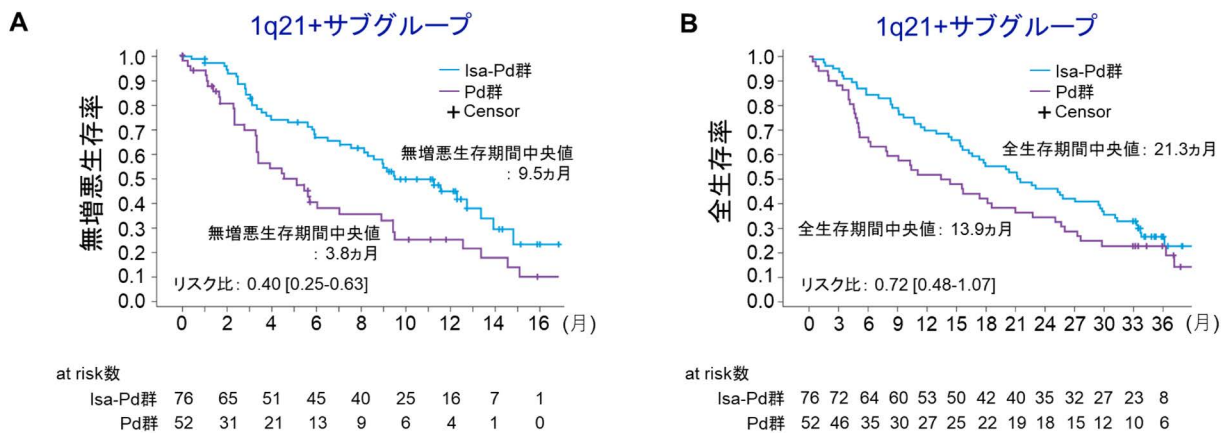 A
1q21+サブグループ
1.0
0.9
0.8
0.7
0.6
0.5
0.4
0.3
0.2
0.1
0.0
無増悪生存率
Isa-Pd群
Pd群
Censor
無増悪生存期間中央値
: 9.5ヵ月
無増悪生存期間中央値
: 3.8ヵ月
リスク比: 0.40 [0.25-0.63]
0 2 4 6 8 10 12 14 16 (月)
at risk数
Isa-Pd群 76 65 51 45 40 25 16 7 1
Pd群 52 31 21 13 9 6 4 1 0
B
1q21+サブグループ
1.0
0.9
0.8
0.7
0.6
0.5
0.4
0.3
0.2
0.1
0.0
全生存率
Isa-Pd群
Pd群
Censor
全生存期間中央値: 21.3ヵ月
全生存期間中央値: 13.9ヵ月
リスク比: 0.72 [0.48-1.07]
0 3 6 9 12 15 18 21 24 27 30 33 36 (月)
at risk数
Isa-Pd群 76 72 64 60 53 50 42 40 35 32 27 23 8
Pd群 52 46 35 30 27 25 22 19 18 15 12 10 6